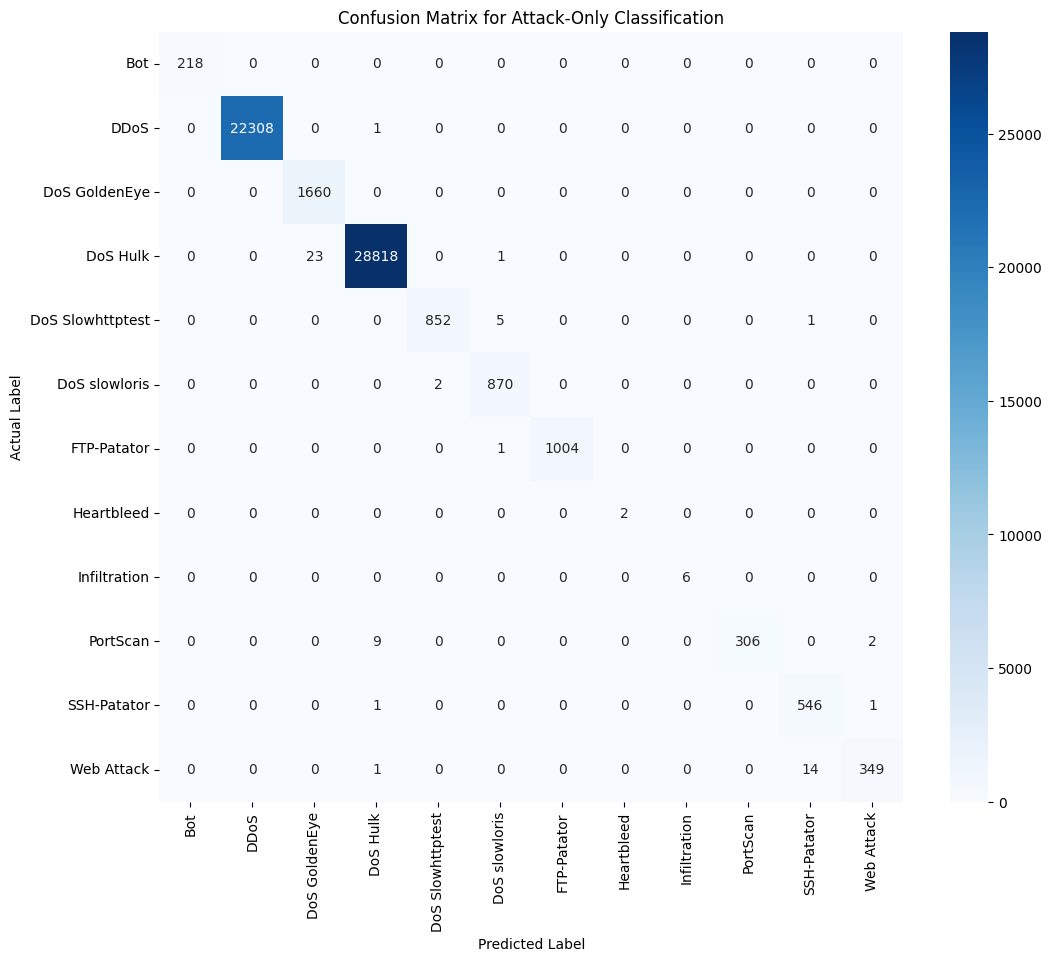 Confusion Matrix for Attack-Only Classification
Bot 218 0 0 0 0 0 0 0 0 0 0 0
DDoS 0 22308 0 1 0 0 0 0 0 0 0 0
DoS GoldenEye 0 0 1660 0 0 0 0 0 0 0 0 0
DoS Hulk 0 0 23 28818 0 1 0 0 0 0 0 0
DoS Slowhttptest 0 0 0 0 852 5 0 0 0 0 1 0
DoS slowloris 0 0 0 0 2 870 0 0 0 0 0 0
FTP-Patator 0 0 0 0 0 1 1004 0 0 0 0 0
Heartbleed 0 0 0 0 0 0 0 2 0 0 0 0
Infiltration 0 0 0 0 0 0 0 0 6 0 0 0
PortScan 0 0 0 9 0 0 0 0 0 306 0 2
SSH-Patator 0 0 0 1 0 0 0 0 0 0 546 1
Web Attack 0 0 0 1 0 0 0 0 0 0 14 349
Actual Label
Bot
DDoS
DoS GoldenEye
DoS Hulk
DoS Slowhttptest
DoS slowloris
FTP-Patator
Heartbleed
Infiltration
PortScan
SSH-Patator
Web Attack
Predicted Label
25000
20000
15000
10000
5000
0